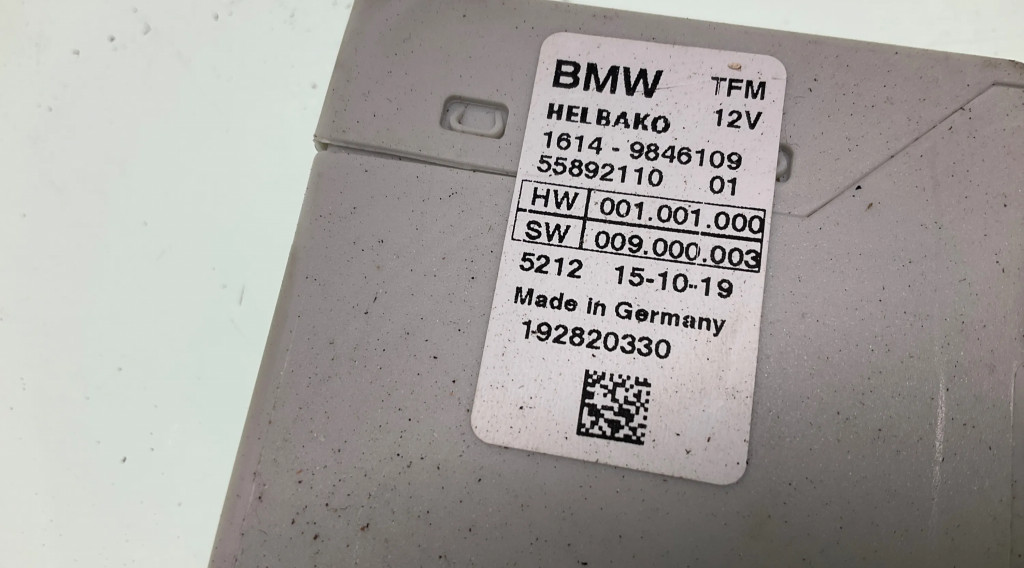 BMW TFM
HELBAKO 12V
1614 - 9846109
55892110 01
HW 001.001.000
SW 009.000.003
5212 15-10-19
Made in Germany
192820330